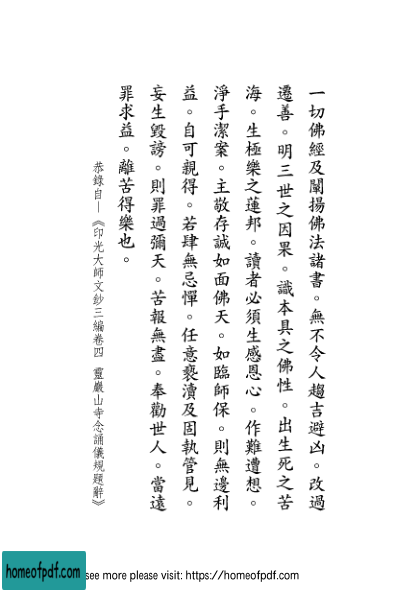 一切佛經及闡揚佛法諸書。無不令人趨吉避凶。改過
遷善。明三世之因果。識本具之佛性。出生死之苦
海。生極樂之蓮邦。讀者必須生感恩心。作難遭想。
淨手潔案。主敬存誠如面佛天。如臨師保。則無邊利
益。自可親得。若肆無忌憚。任意褻瀆及固執管見。
妄生毀謗。則罪過彌天。苦報無盡。奉勸世人。當遠
罪求益。離苦得樂也。
恭錄自—《印光大師文鈔三編卷四 靈巖山寺念誦儀規題辭》
homeofpdf.com
see more please visit: https://homeofpdf.com